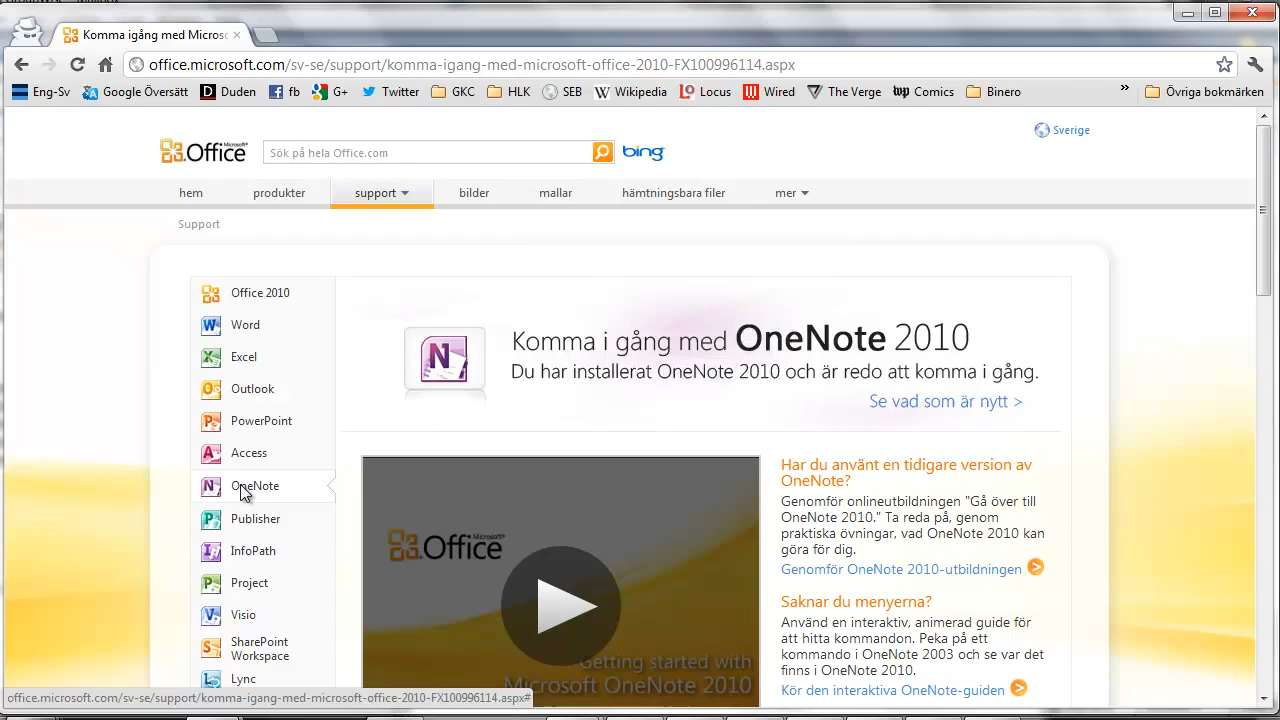 Komma igång med Micros
office.microsoft.com/sv-se/support/komma-igang-med-microsoft-office-2010-FX100996114.aspx
Eng-Sv Google Översätt Duden fb G+ Twitter GKC HLK SEB Wikipedia Locus Wired The Verge Comics Binero » Övriga bokmärken
Sverige
Microsoft Office
Sök på hela Office.com
bing
hem produkter support bilder mallar hämtningsbara filer mer
Support
Office 2010
Word
Excel
Outlook
PowerPoint
Access
OneNote
Publisher
InfoPath
Project
Visio
SharePoint
Workspace
Lync
Komma i gång med OneNote 2010
Du har installerat OneNote 2010 och är redo att komma i gång.
Se vad som är nytt >
Microsoft Office
Getting started with
Microsoft OneNote 2010
Har du använt en tidigare version av
OneNote?
Genomför onlineutbildningen "Gå över till
OneNote 2010." Ta reda på, genom
praktiska övningar, vad OneNote 2010 kan
göra för dig.
Genomför OneNote 2010-utbildningen
Saknar du menyerna?
Använd en interaktiv, animerad guide för
att hitta kommandon. Peka på ett
kommando i OneNote 2003 och se var det
finns i OneNote 2010.
Kör den interaktiva OneNote-guiden
office.microsoft.com/sv-se/support/komma-igang-med-microsoft-office-2010-FX100996114.aspx#